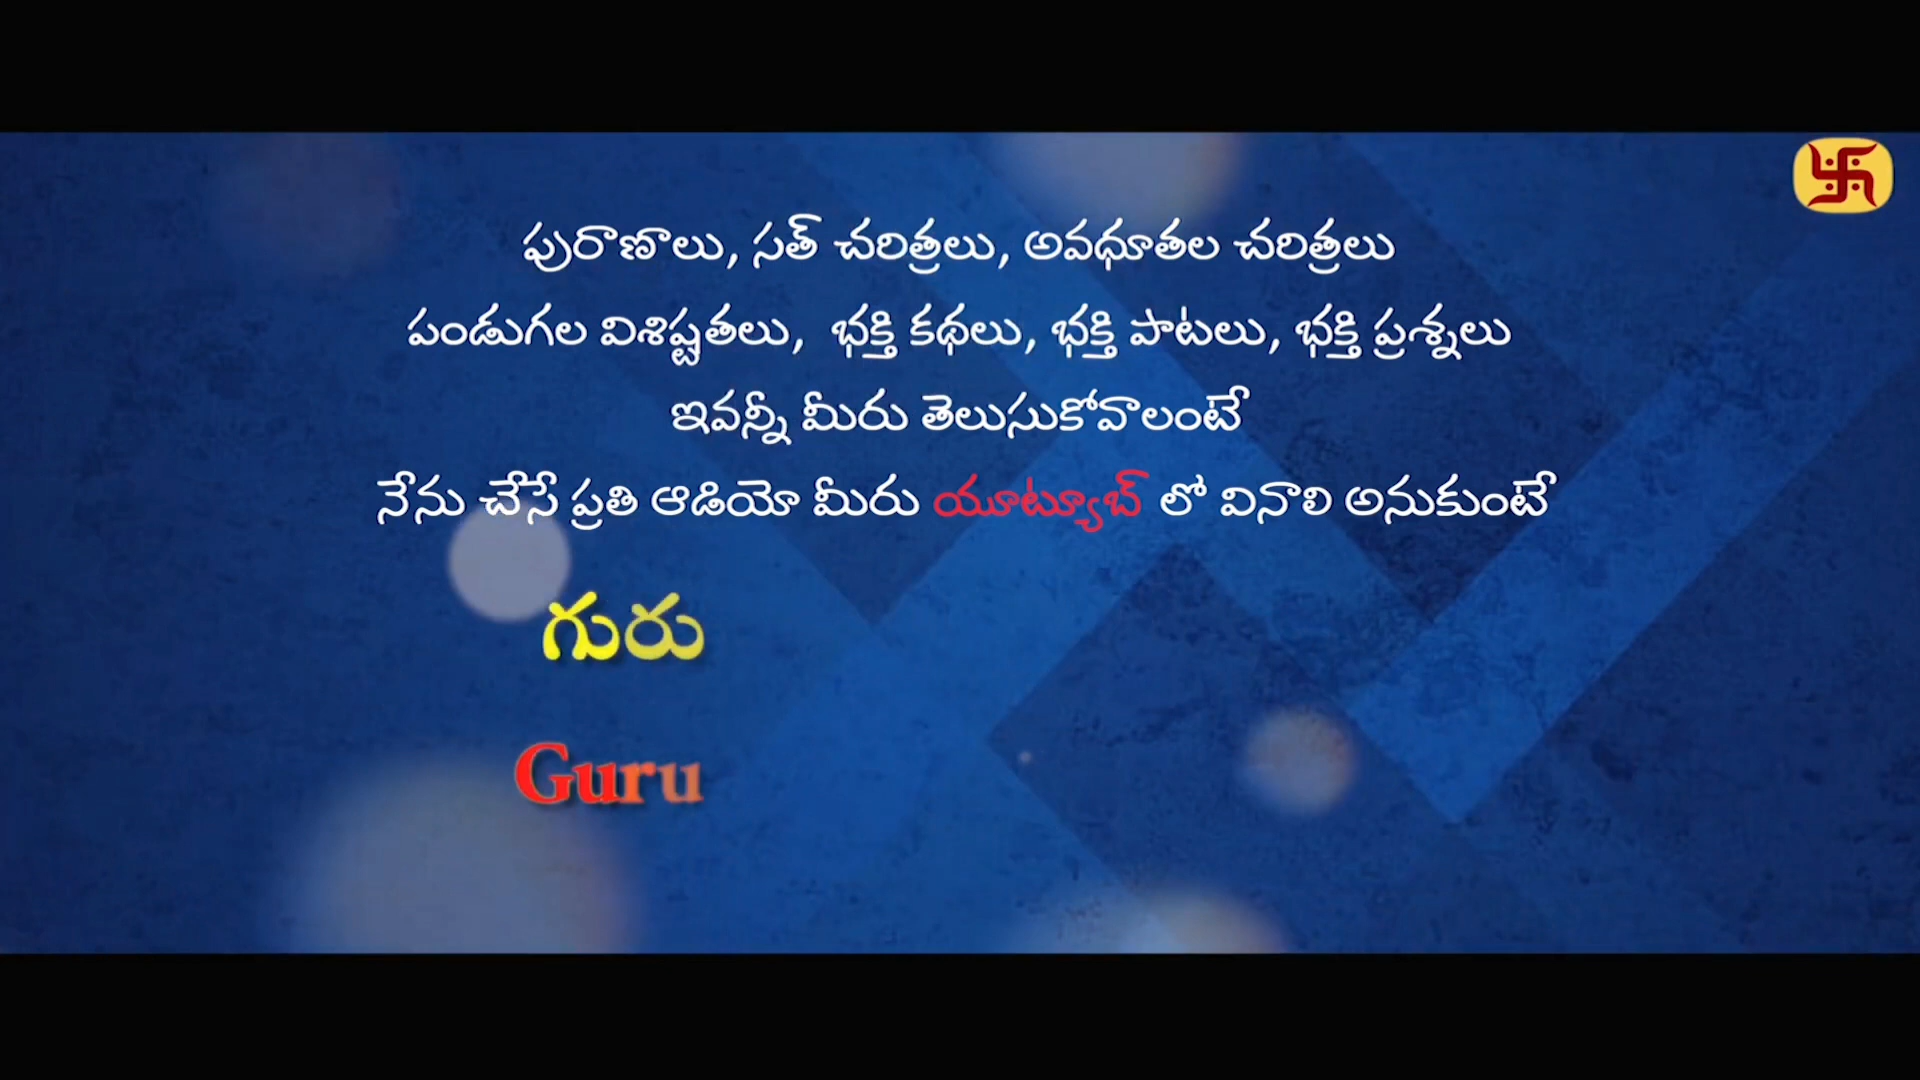 పురాణాలు, సత్ చరిత్రలు, అవధూతల చరిత్రలు
పండుగల విశిష్టతలు, భక్తి కథలు, భక్తి పాటలు, భక్తి ప్రశ్నలు
ఇవన్నీ మీరు తెలుసుకోవాలంటే
నేను చేసే ప్రతి ఆడియో మీరు యూట్యూబ్ లో వినాలి అనుకుంటే
గురు
Guru